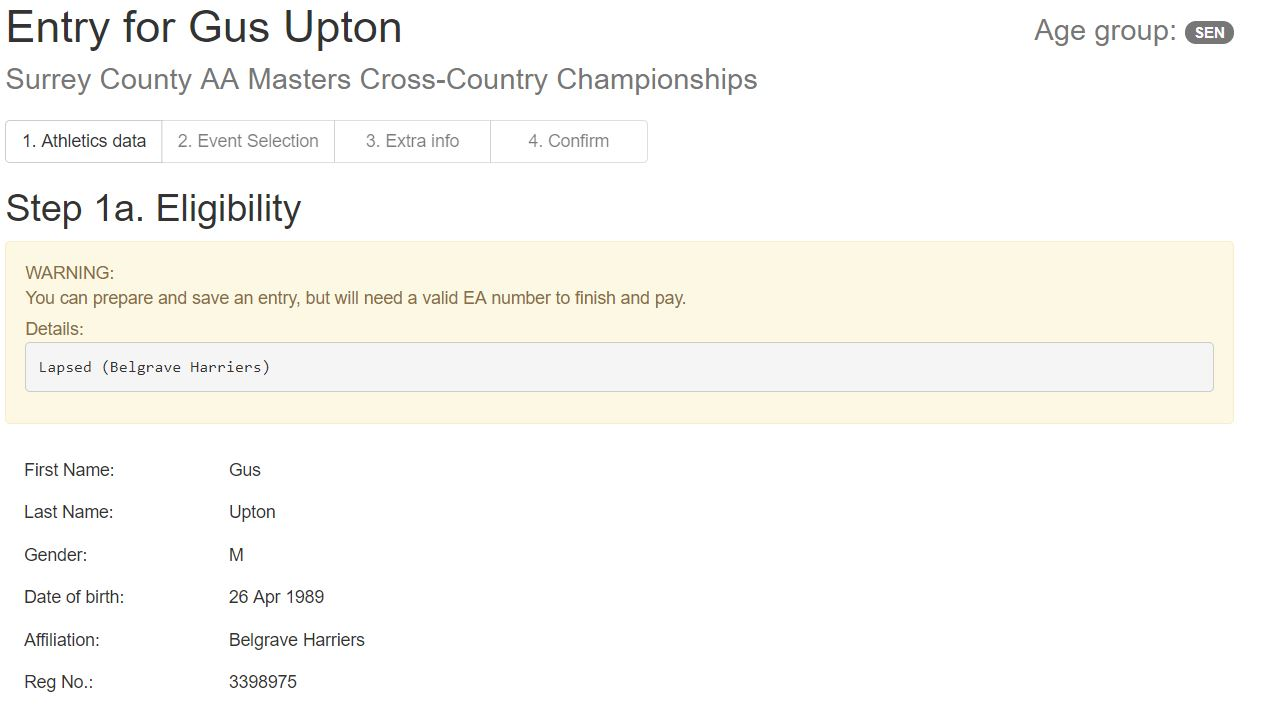 Entry for Gus Upton
Age group: SEN
Surrey County AA Masters Cross-Country Championships
1. Athletics data
2. Event Selection
3. Extra info
4. Confirm
Step 1a. Eligibility
WARNING:
You can prepare and save an entry, but will need a valid EA number to finish and pay.
Details:
Lapsed (Belgrave Harriers)
First Name: Gus
Last Name: Upton
Gender: M
Date of birth: 26 Apr 1989
Affiliation: Belgrave Harriers
Reg No.: 3398975